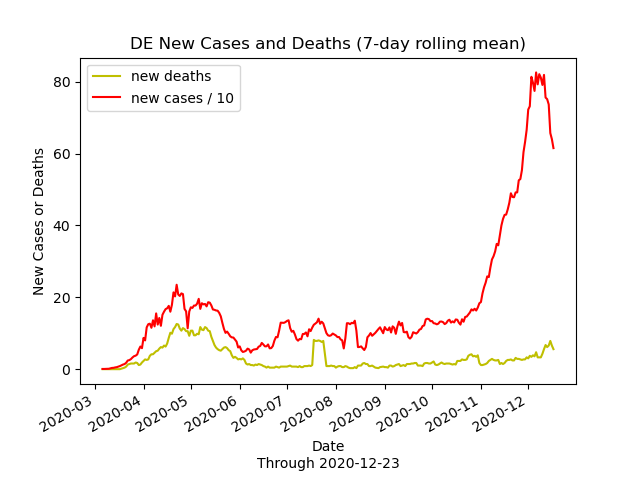 DE New Cases and Deaths (7-day rolling mean)
new deaths
new cases / 10
New Cases or Deaths
80
60
40
20
0
2020-03
2020-04
2020-05
2020-06
2020-07
2020-08
2020-09
2020-10
2020-11
2020-12
Date
Through 2020-12-23